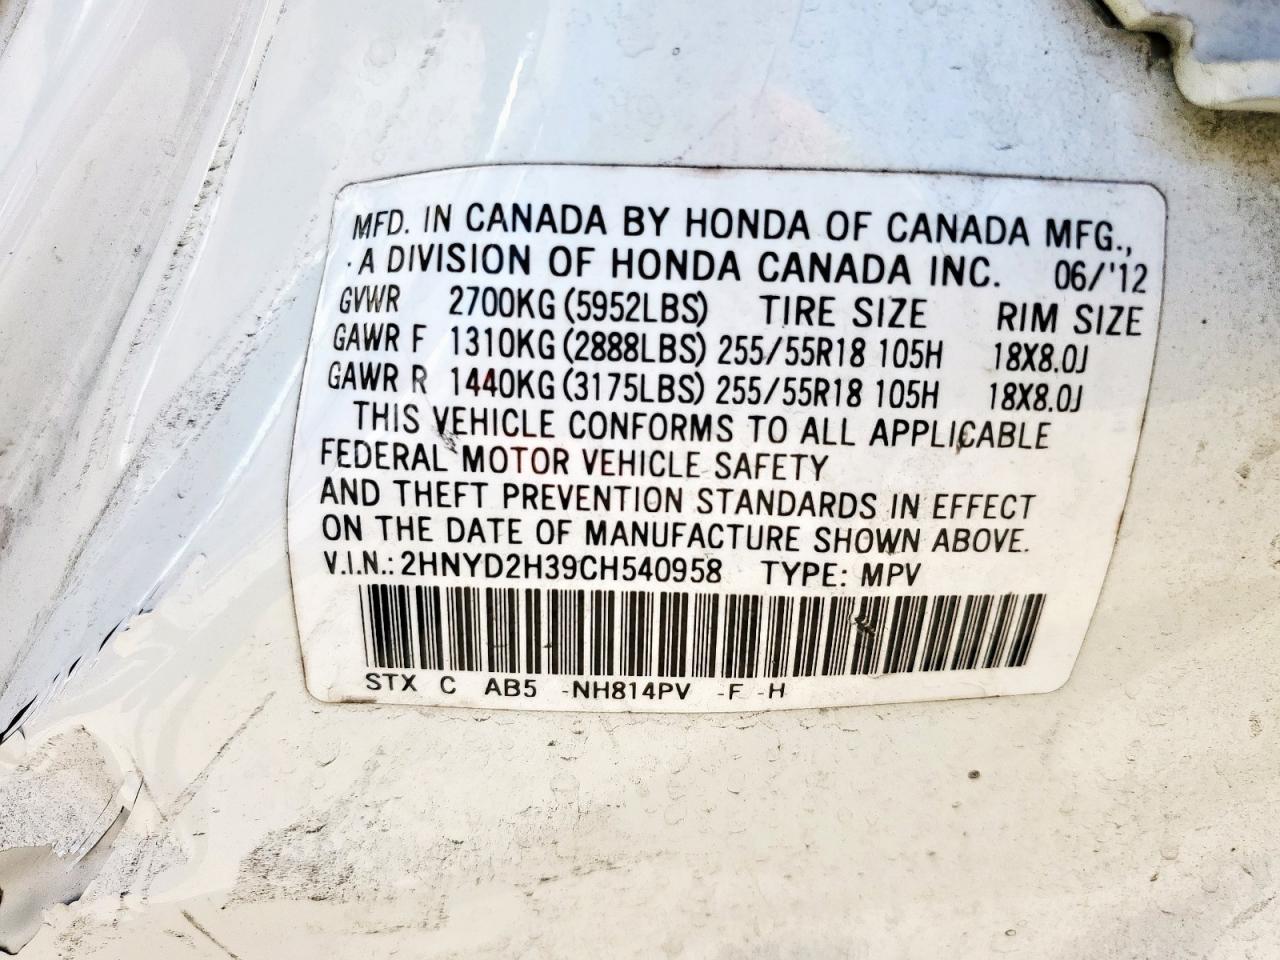 MFD. IN CANADA BY HONDA OF CANADA MFG.,
A DIVISION OF HONDA CANADA INC. 06/'12
GVWR 2700KG (5952LBS) TIRE SIZE RIM SIZE
GAWR F 1310KG (2888LBS) 255/55R18 105H 18X8.0J
GAWR R 1440KG (3175LBS) 255/55R18 105H 18X8.0J
THIS VEHICLE CONFORMS TO ALL APPLICABLE
FEDERAL MOTOR VEHICLE SAFETY
AND THEFT PREVENTION STANDARDS IN EFFECT
ON THE DATE OF MANUFACTURE SHOWN ABOVE.
V.I.N.: 2HNYD2H39CH540958 TYPE: MPV
STX C AB5 -NH814PV -F -H